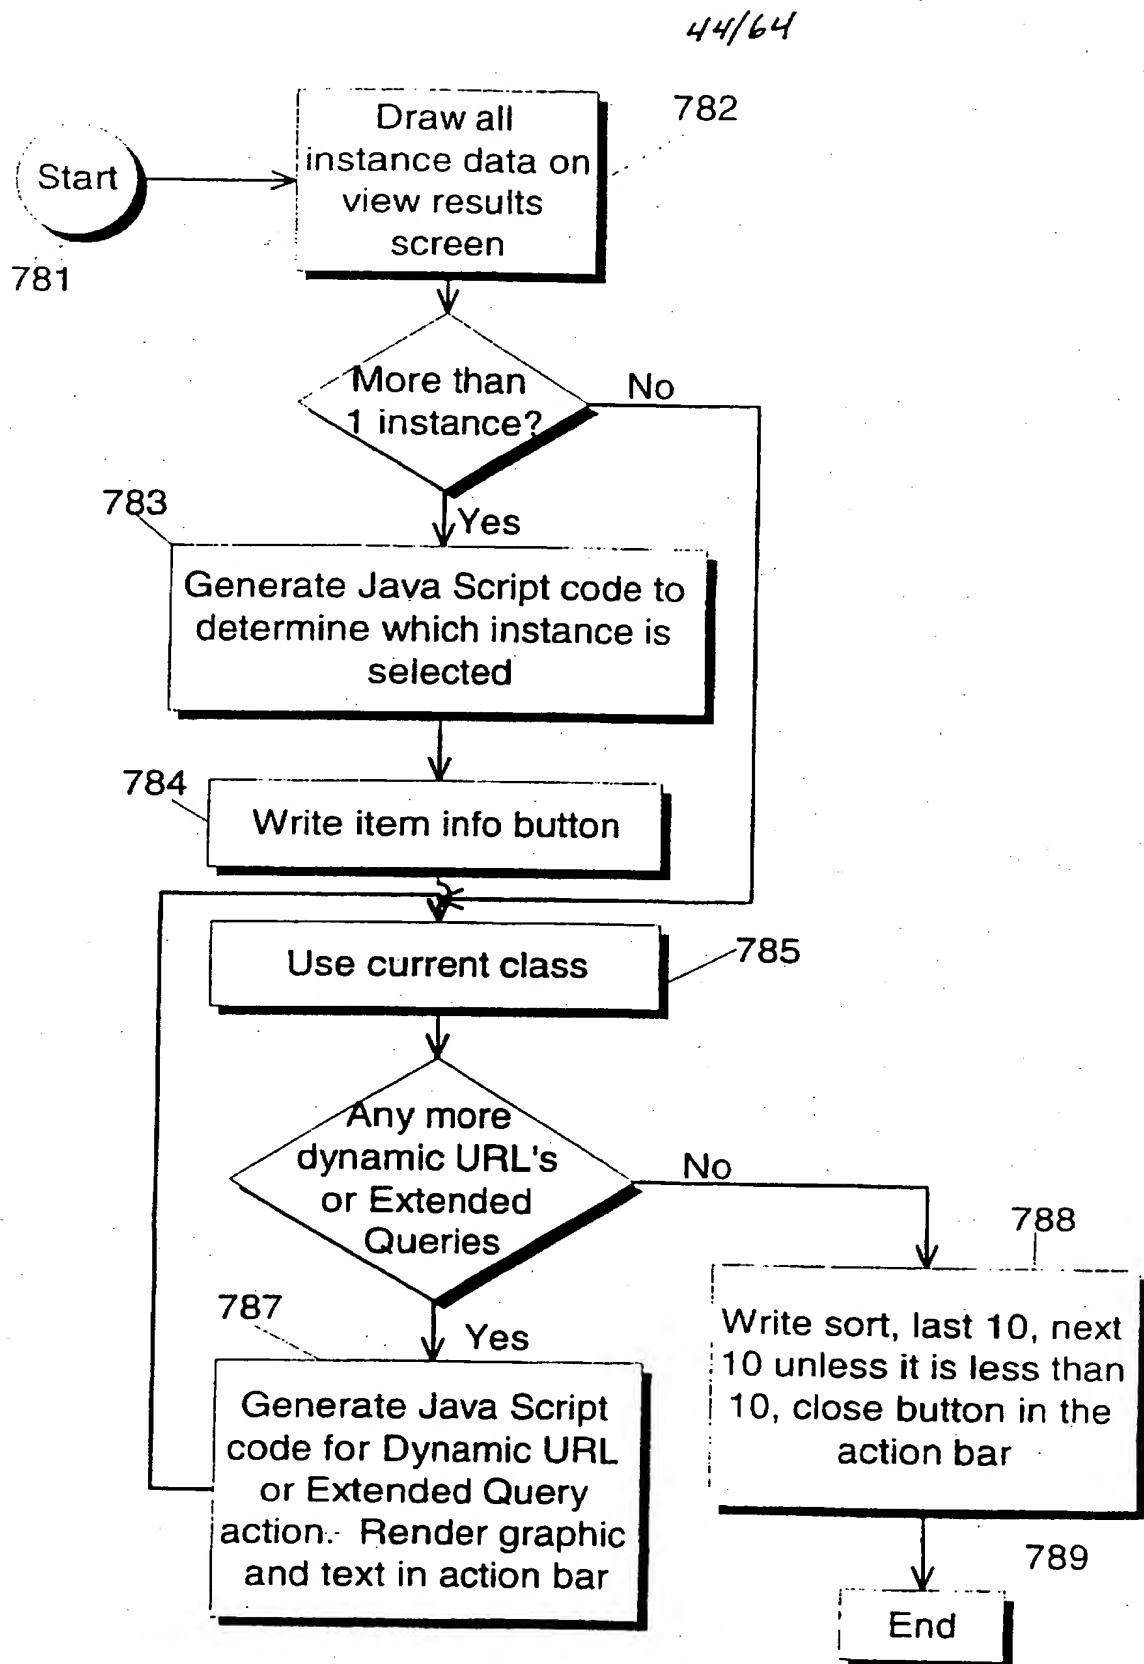 44/64
782
Draw all
instance data on
view results
screen
Start
781
More than
1 instance?
No
Yes
783
Generate Java Script code to
determine which instance is
selected
784
Write item info button
Use current class
785
Any more
dynamic URL's
or Extended
Queries
No
788
787
Yes
Write sort, last 10, next
10 unless it is less than
10, close button in the
action bar
Generate Java Script
code for Dynamic URL
or Extended Query
action. Render graphic
and text in action bar
789
End